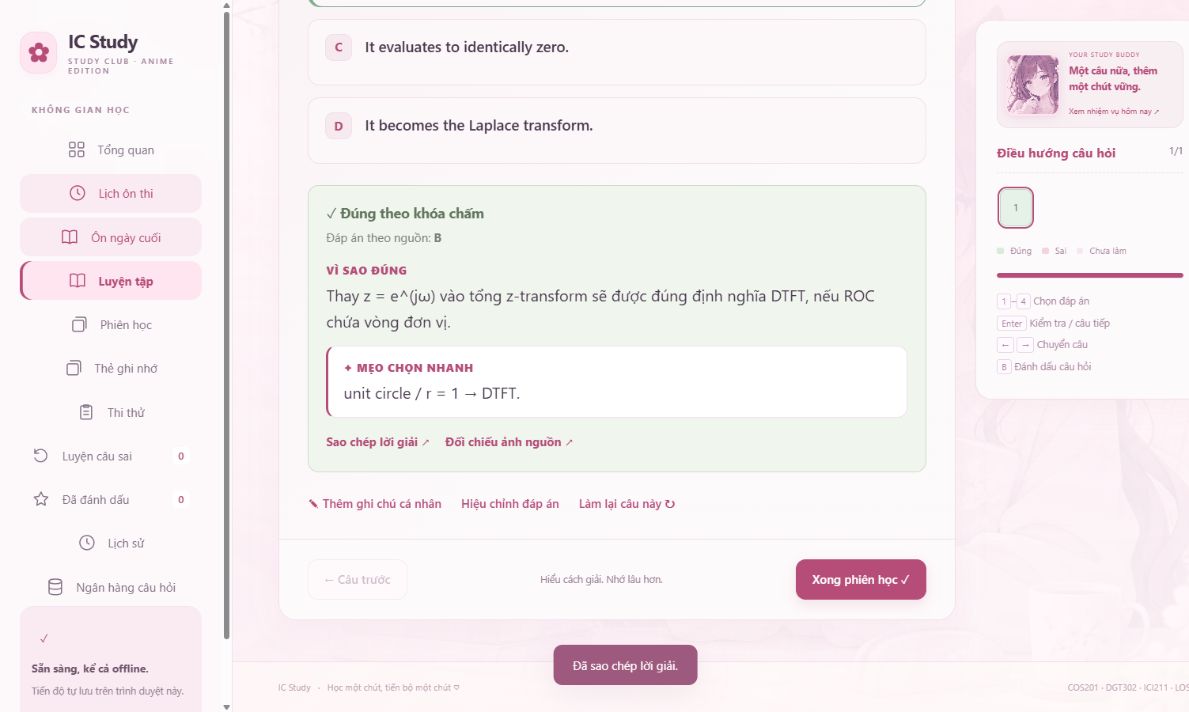 IC Study
STUDY CLUB · ANIME
EDITION
KHÔNG GIAN HỌC
Tổng quan
Lịch ôn thi
Ôn ngày cuối
Luyện tập
Phiên học
Thẻ ghi nhớ
Thi thử
Luyện câu sai 0
Đã đánh dấu 0
Lịch sử
Ngân hàng câu hỏi
✓
Sẵn sàng, kể cả offline.
Tiến độ tự lưu trên trình duyệt này.
C It evaluates to identically zero.
D It becomes the Laplace transform.
✓ Đúng theo khóa chấm
Đáp án theo nguồn: B
VÌ SAO ĐÚNG
Thay z = e^(jω) vào tổng z-transform sẽ được đúng định nghĩa DTFT, nếu ROC
chứa vòng đơn vị.
✦ MẸO CHỌN NHANH
unit circle / r = 1 → DTFT.
Sao chép lời giải ↗ Đối chiếu ảnh nguồn ↗
✎ Thêm ghi chú cá nhân Hiệu chỉnh đáp án Làm lại câu này ↻
← Câu trước
Hiểu cách giải. Nhớ lâu hơn.
Xong phiên học ✓
Đã sao chép lời giải.
IC Study · Học một chút, tiến bộ một chút ♡
COS201 · DGT302 · ICI211 · LOS
YOUR STUDY BUDDY
Một câu nữa, thêm
một chút vững.
Xem nhiệm vụ hôm nay ↗
Điều hướng câu hỏi 1/1
1
Đúng Sai Chưa làm
1 – 4 Chọn đáp án
Enter Kiểm tra / câu tiếp
← → Chuyển câu
B Đánh dấu câu hỏi